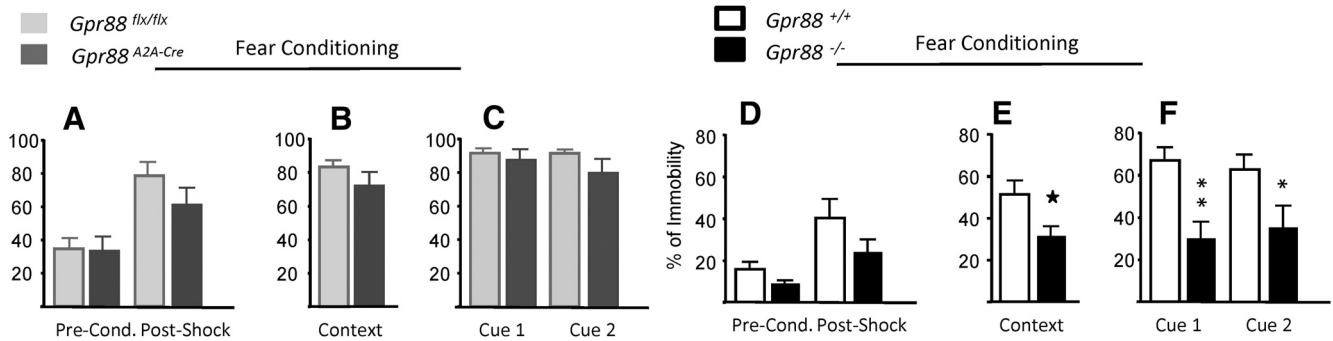 Gpr88 flx/flx
Gpr88 A2A-Cre
Fear Conditioning
Gpr88 +/+
Gpr88 -/-
Fear Conditioning
A
100
80
60
40
20
Pre-Cond. Post-Shock
B
100
80
60
40
20
Context
C
100
80
60
40
20
Cue 1 Cue 2
D
% of Immobility
80
60
40
20
Pre-Cond. Post-Shock
E
80
60
40
20
★
Context
F
80
60
40
20
*
*
*
Cue 1 Cue 2